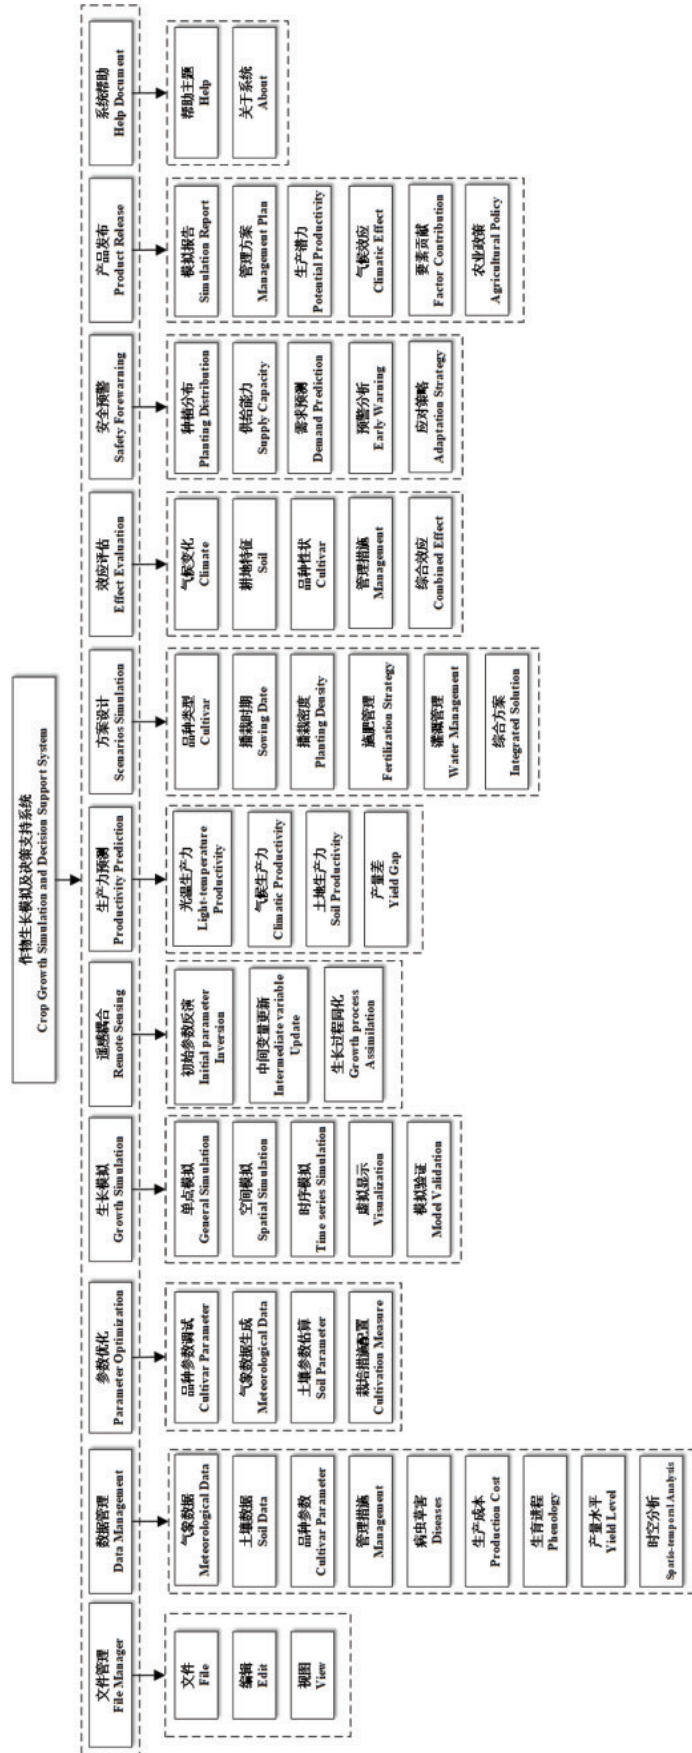 作物生长模拟及决策支持系统
Crop Growth Simulation and Decision Support System
文件管理
File Manager
数据管理
Data Management
参数优化
Parameter Optimization
生长模拟
Growth Simulation
遥感耦合
Remote Sensing
生产力预测
Productivity Prediction
方案设计
Scenarios Simulation
效应评估
Effect Evaluation
安全预警
Safety Forewarning
产品发布
Product Release
系统帮助
Help Document
文件
File
编辑
Edit
视图
View
气象数据
Meteorological Data
土壤数据
Soil Data
品种参数
Cultivar Parameter
管理措施
Management
病虫草害
Diseases
生产成本
Production Cost
生育进程
Phenology
产量水平
Yield Level
时空分析
Spatio-temporal Analysis
品种参数调试
Cultivar Parameter
气象数据生成
Meteorological Data
土壤参数估算
Soil Parameter
栽培措施配置
Cultivation Measure
单点模拟
General Simulation
空间模拟
Spatial Simulation
时序模拟
Time series Simulation
虚拟显示
Visualization
模拟验证
Model Validation
初始参数反演
Initial parameter
Inversion
中间变量更新
Intermediate variable
Update
生长过程同化
Growth process
Assimilation
光温生产力
Light-temperature
Productivity
气候生产力
Climatic Productivity
土地生产力
Soil Productivity
产量差
Yield Gap
品种类型
Cultivar
播栽时期
Sowing Date
播栽密度
Planting Density
施肥管理
Fertilization Strategy
灌溉管理
Water Management
综合方案
Integrated Solution
气候变化
Climate
耕地特征
Soil
品种性状
Cultivar
管理措施
Management
综合效应
Combined Effect
种植分布
Planting Distribution
供给能力
Supply Capacity
需求预测
Demand Prediction
预警分析
Early Warning
应对策略
Adaptation Strategy
模拟报告
Simulation Report
管理方案
Management Plan
生产潜力
Potential Productivity
气候效应
Climatic Effect
要素贡献
Factor Contribution
农业政策
Agricultural Policy
帮助主题
Help
关于系统
About